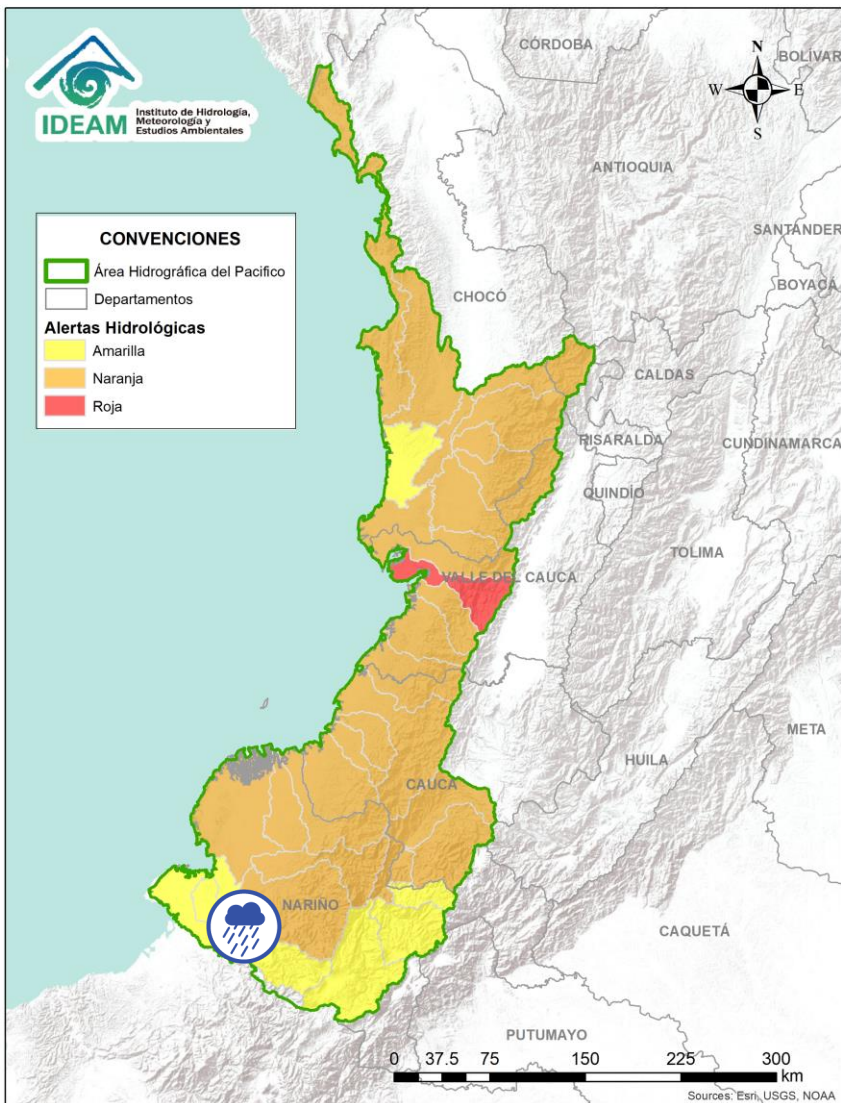 IDEAM
Instituto de Hidrología,
Meteorología y
Estudios Ambientales
CÓRDOBA
BOLÍVAR
N
W
E
S
ANTIOQUIA
SANTANDER
BOYACÁ
CONVENCIONES
Área Hidrográfica del Pacifico
Departamentos
Alertas Hidrológicas
Amarilla
Naranja
Roja
CHOCÓ
CALDAS
RISARALDA
CUNDINAMARCA
QUINDÍO
TOLIMA
VALLE DEL CAUCA
META
HUILA
CAUCA
NARIÑO
CAQUETÁ
PUTUMAYO
0 37.5 75 150 225 300
km
Sources: Esri, USGS, NOAA